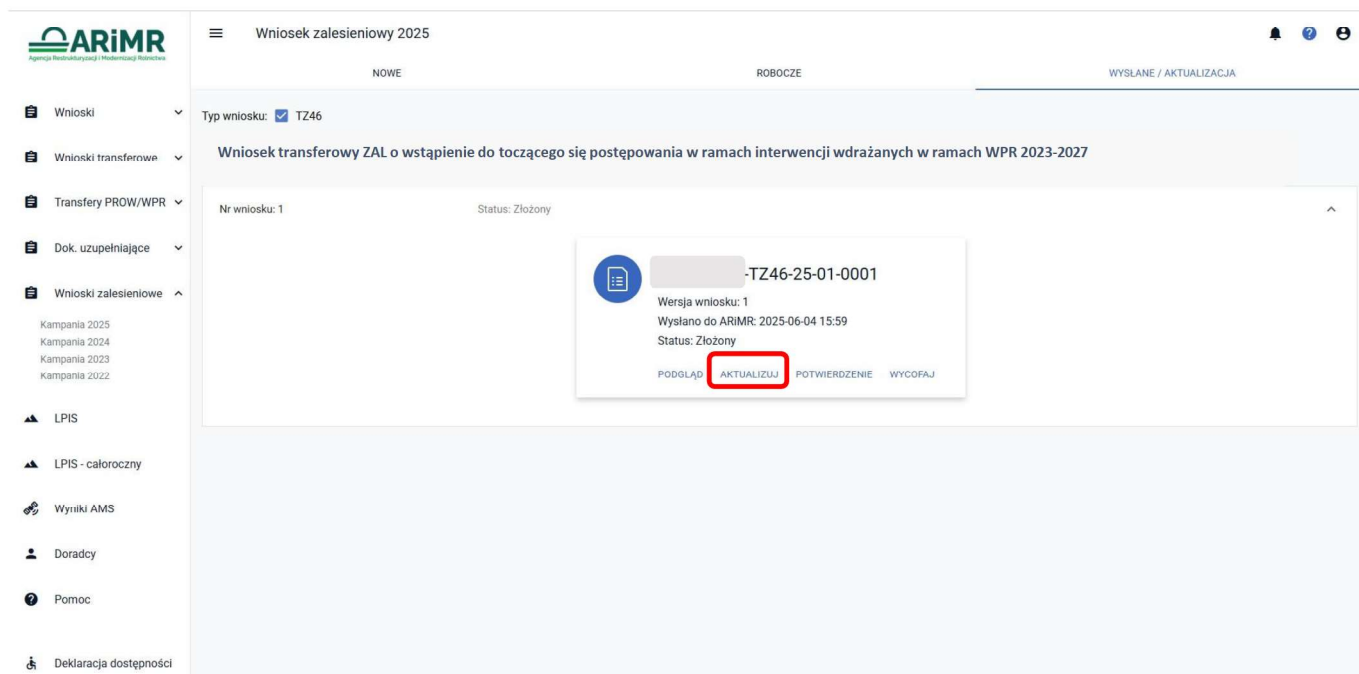 ARiMR
Agencja Restrukturyzacji i Modernizacji Rolnictwa
Wniosek zalesieniowy 2025
NOWE
ROBOCZE
WYSŁANE / AKTUALIZACJA
Wnioski
Wnioski transferowe
Transfery PROW/WPR
Dok. uzupełniające
Wnioski zalesieniowe
Kampania 2025
Kampania 2024
Kampania 2023
Kampania 2022
LPIS
LPIS - całoroczny
Wyniki AMS
Doradcy
Pomoc
Deklaracja dostępności
Typ wniosku: TZ46
Wniosek transferowy ZAL o wstąpienie do toczącego się postępowania w ramach interwencji wdrażanych w ramach WPR 2023-2027
Nr wniosku: 1 Status: Złożony
-TZ46-25-01-0001
Wersja wniosku: 1
Wysłano do ARiMR: 2025-06-04 15:59
Status: Złożony
PODGLĄD AKTUALIZUJ POTWIERDZENIE WYCOFAJ